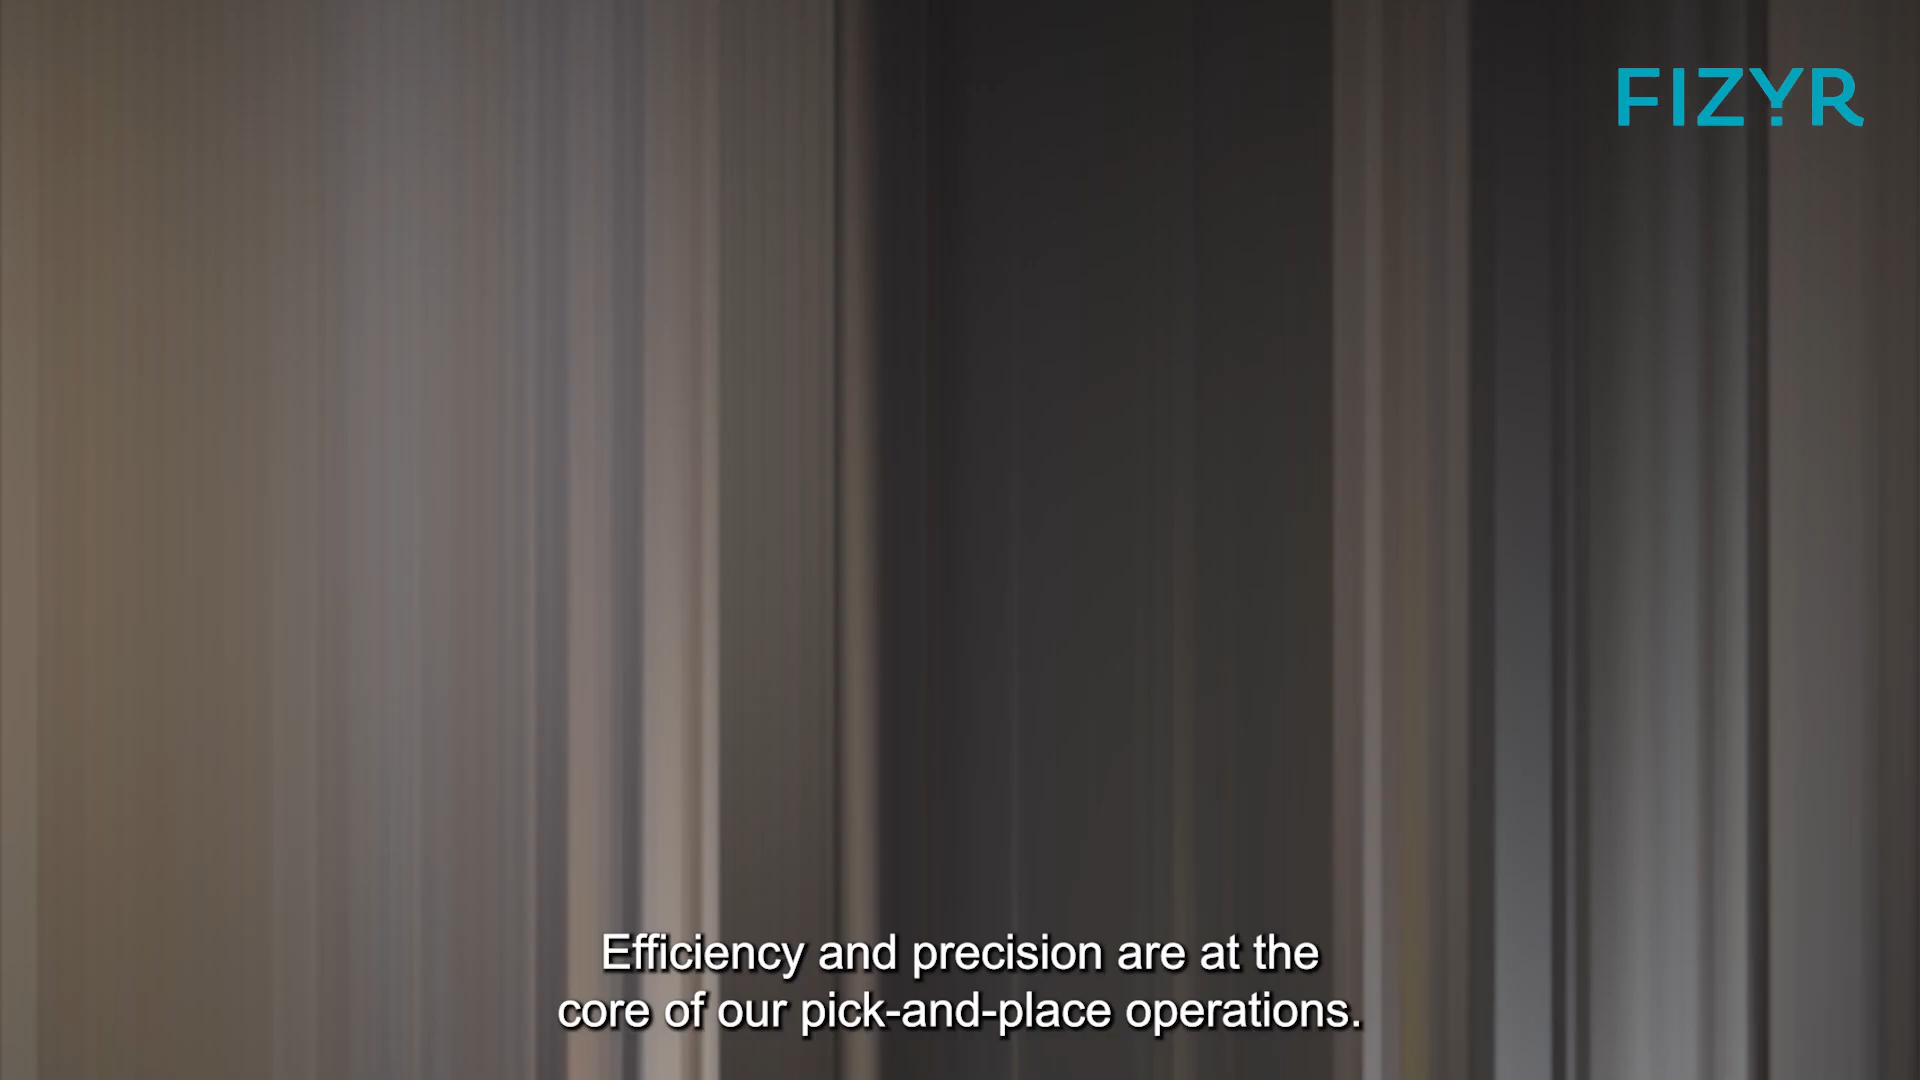 FIZYR
Efficiency and precision are at the
core of our pick-and-place operations.